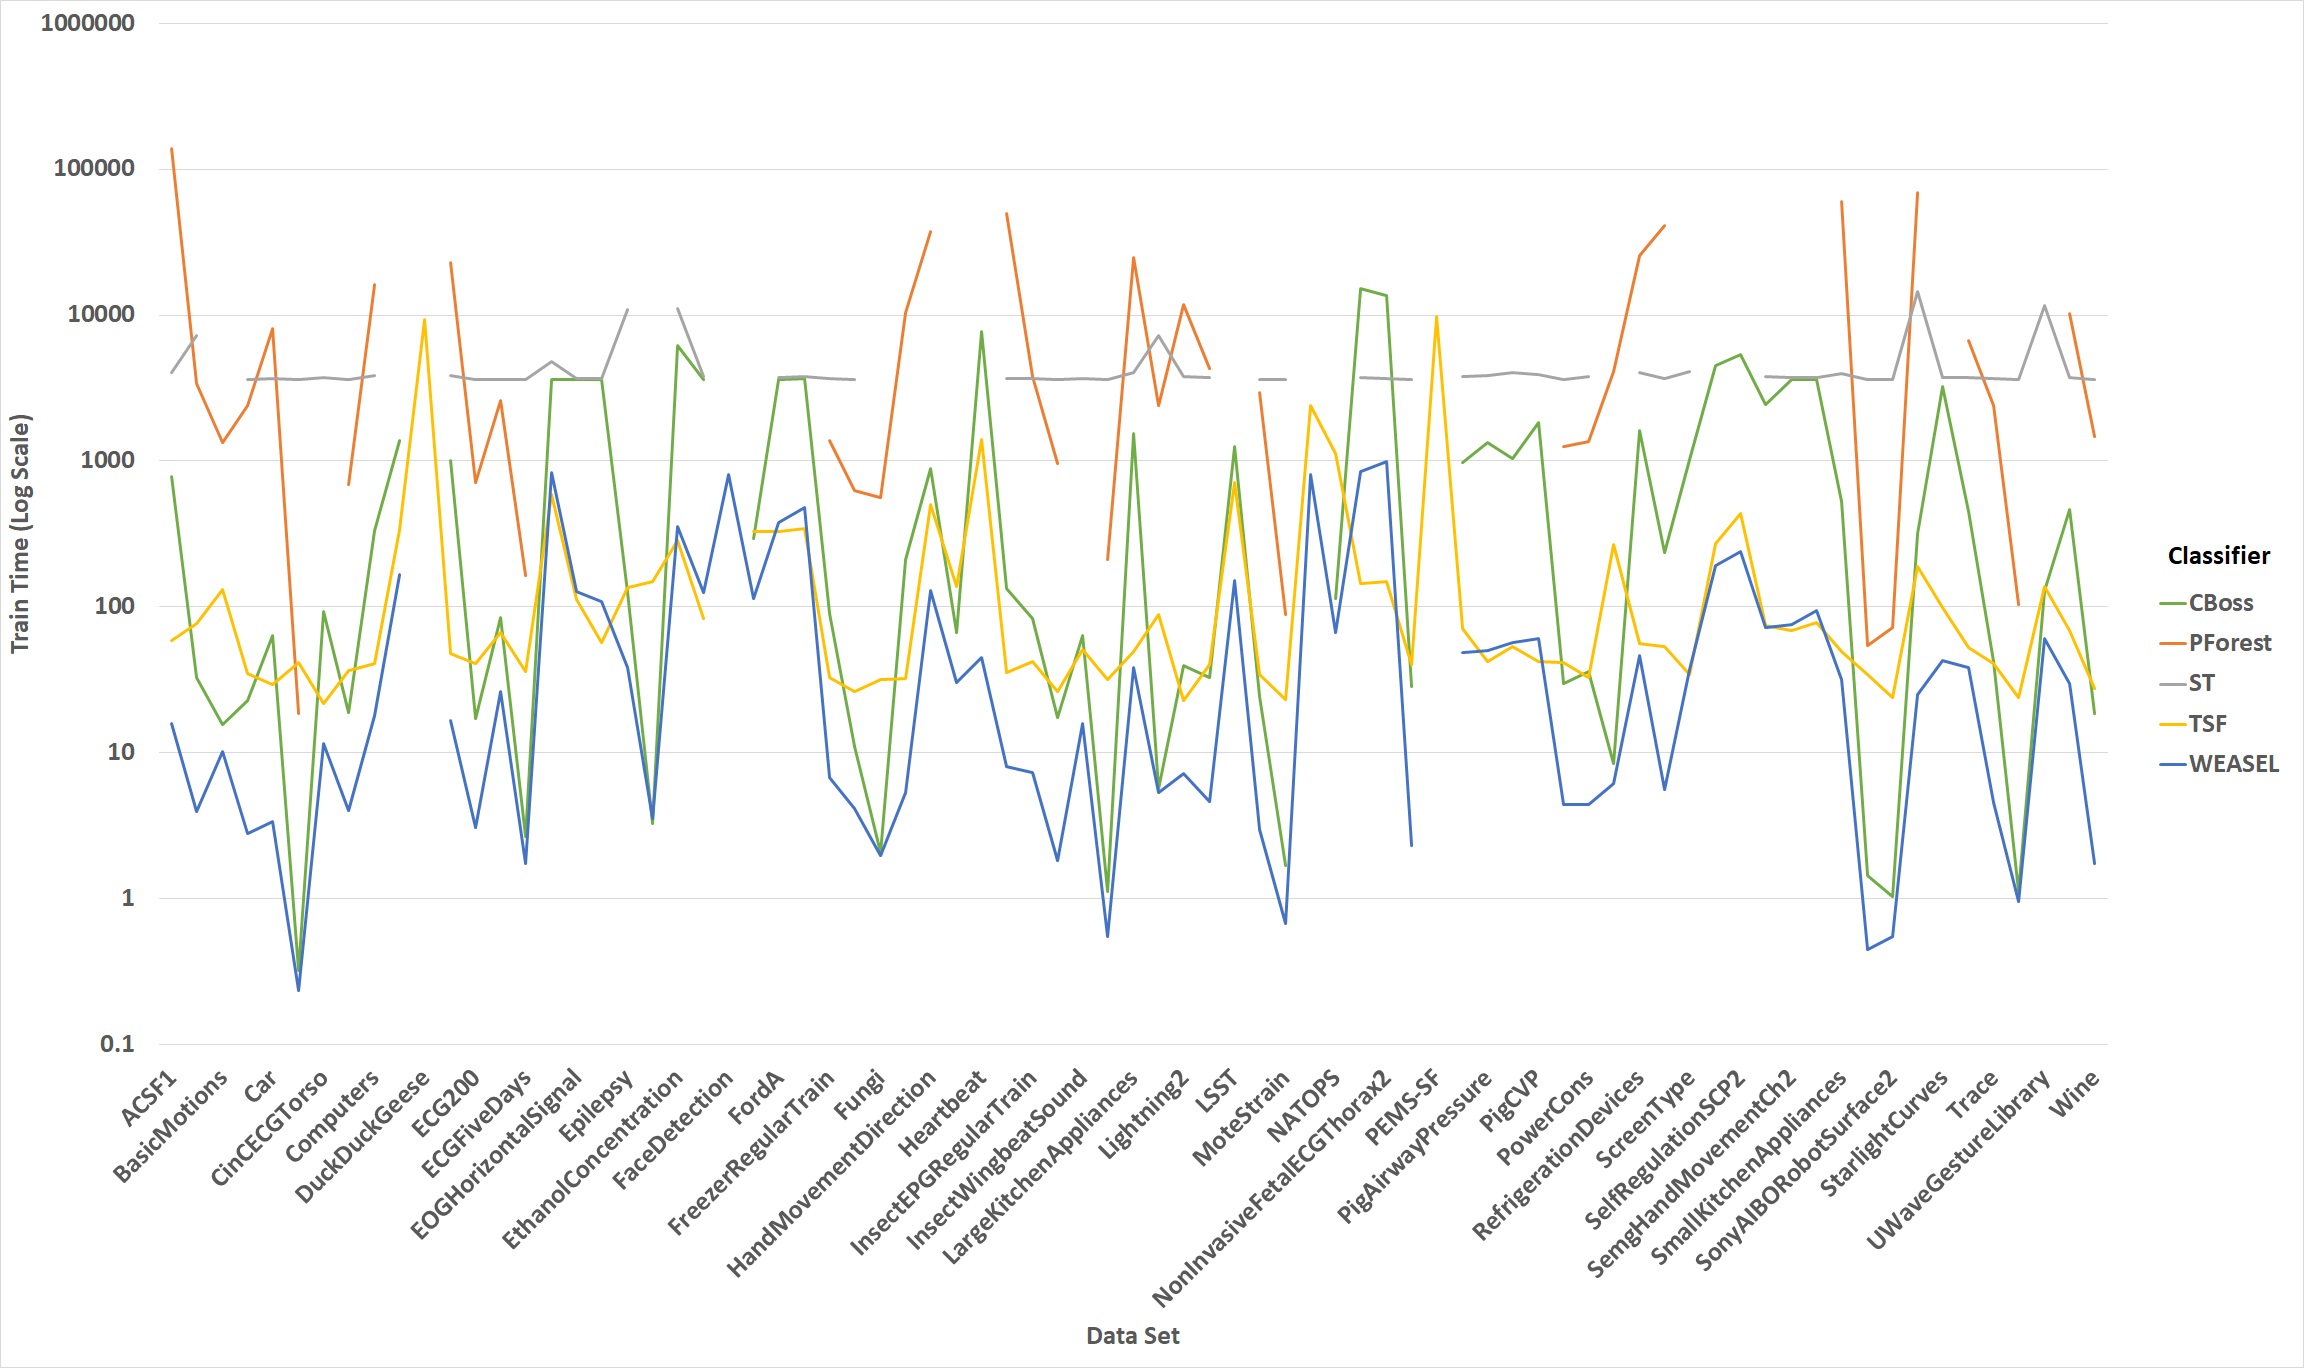 1000000
100000
10000
1000
100
10
1
0.1
Train Time (Log Scale)
ACSF1
BasicMotions
Car
CinCECGTorso
Computers
DuckDuckGeese
ECG200
ECGFiveDays
EOGHorizontalSignal
Epilepsy
EthanolConcentration
FaceDetection
FordA
FreezerRegularTrain
Fungi
HandMovementDirection
Heartbeat
InsectEPGRegularTrain
InsectWingbeatSound
LargeKitchenAppliances
Lightning2
LSST
MoteStrain
NATOPS
NonInvasiveFetalECGThorax2
PEMS-SF
PigAirwayPressure
PigCVP
PowerCons
RefrigerationDevices
ScreenType
SelfRegulationSCP2
SemgHandMovementCh2
SmallKitchenAppliances
SonyAIBORobotSurface2
StarlightCurves
Trace
UWaveGestureLibrary
Wine
Data Set
Classifier
CBoss
PForest
ST
TSF
WEASEL